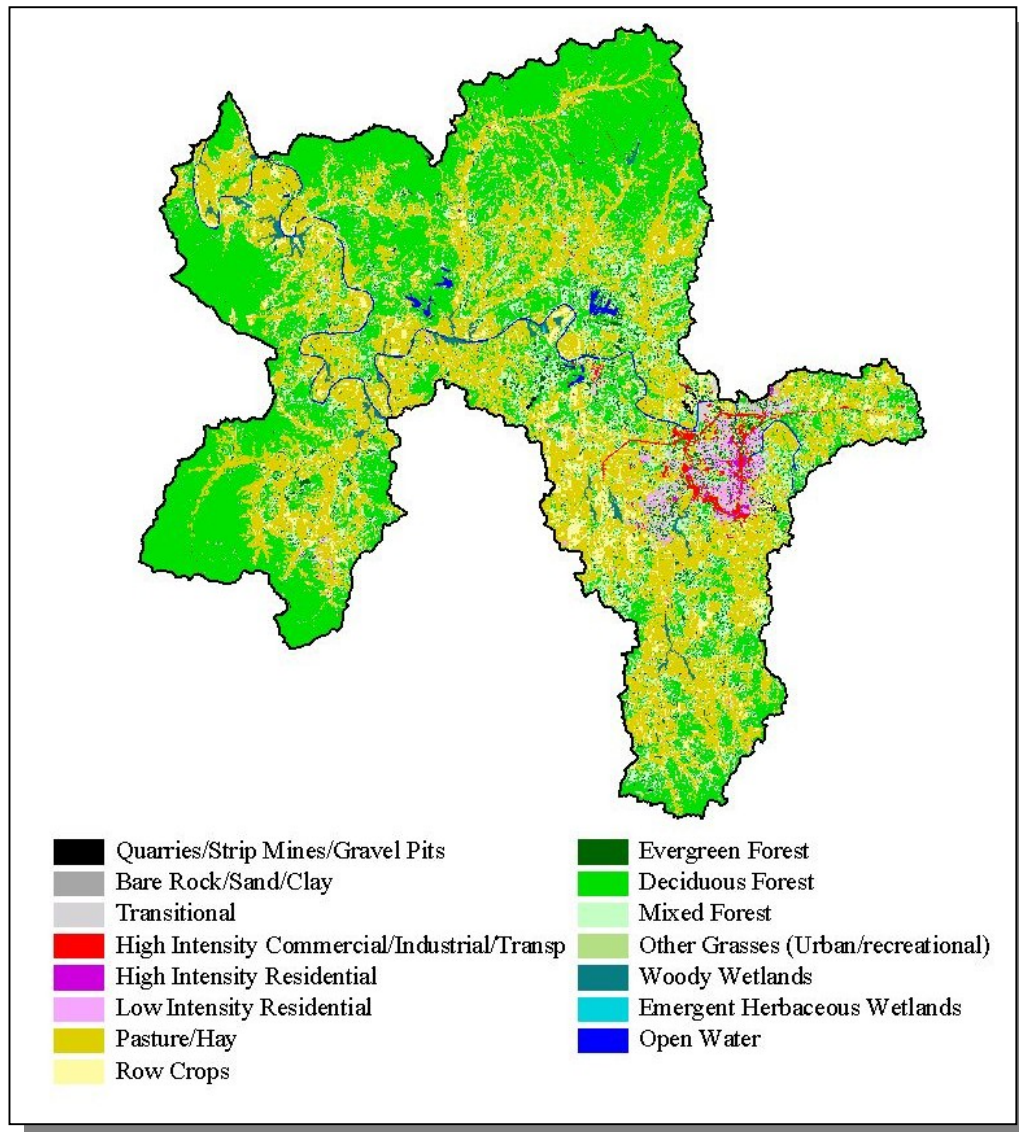 Quarries/Strip Mines/Gravel Pits
Bare Rock/Sand/Clay
Transitional
High Intensity Commercial/Industrial/Transp
High Intensity Residential
Low Intensity Residential
Pasture/Hay
Row Crops
Evergreen Forest
Deciduous Forest
Mixed Forest
Other Grasses (Urban/recreational)
Woody Wetlands
Emergent Herbaceous Wetlands
Open Water